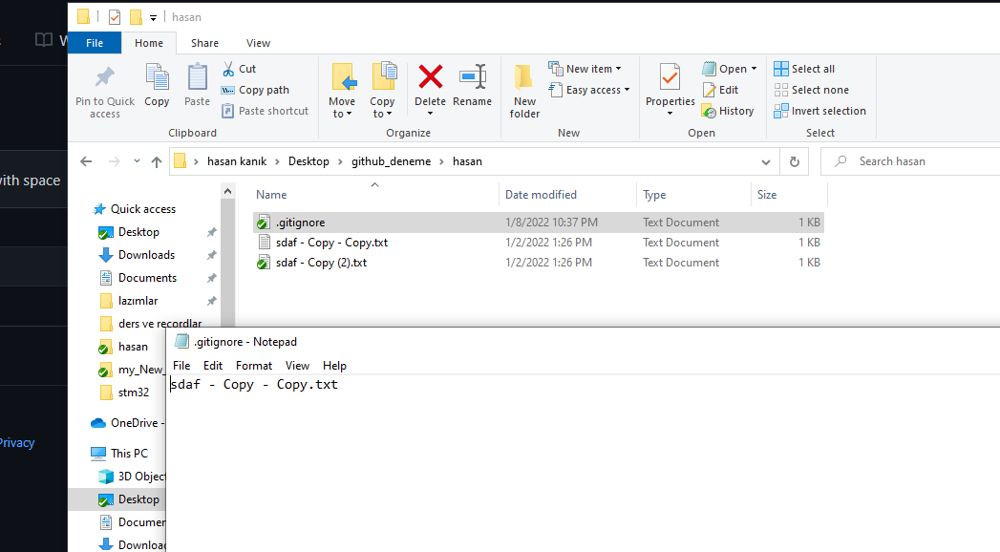 hasan
W
File Home Share View
Pin to Quick access
Copy
Paste
Cut
Copy path
Paste shortcut
Clipboard
Move to
Copy to
Delete
Rename
Organize
New folder
New item
Easy access
New
Properties
Open
Edit
History
Open
Select all
Select none
Invert selection
Select
hasan kanık > Desktop > github_deneme > hasan
Search hasan
with space
Privacy
Quick access
Desktop
Downloads
Documents
lazımlar
ders ve recordlar
hasan
my_New_
stm32
OneDrive -
This PC
3D Object
Desktop
Documen
Downloac
Name Date modified Type Size
.gitignore 1/8/2022 10:37 PM Text Document 1 KB
sdaf - Copy - Copy.txt 1/2/2022 1:26 PM Text Document 1 KB
sdaf - Copy (2).txt 1/2/2022 1:26 PM Text Document 1 KB
.gitignore - Notepad
File Edit Format View Help
sdaf - Copy - Copy.txt